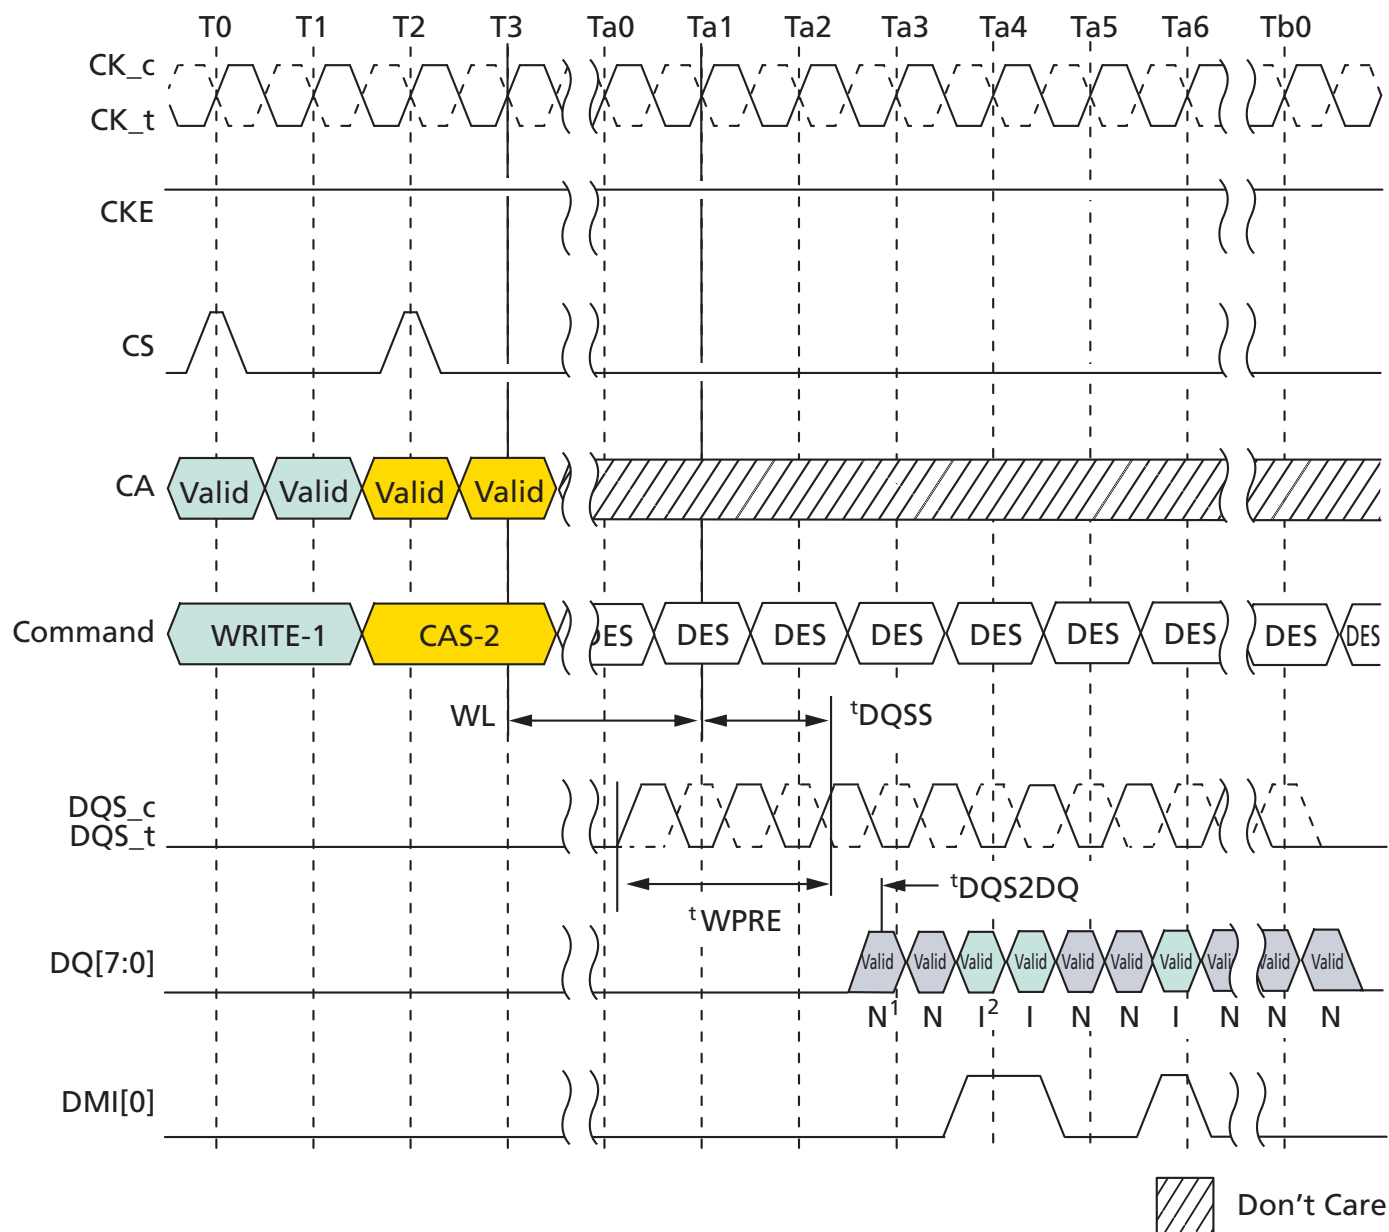 T0 T1 T2 T3 Ta0 Ta1 Ta2 Ta3 Ta4 Ta5 Ta6 Tb0
CK_c
CK_t
CKE
CS
CA Valid Valid Valid Valid
Command WRITE-1 CAS-2 DES DES DES DES DES DES DES DES DES
WL tDQSS
DQS_c
DQS_t
tDQS2DQ
tWPRE
DQ[7:0] Valid Valid Valid Valid Valid Valid Valid Vali Valid Valid
N1 N I2 I N N I N N N
DMI[0]
Don't Care